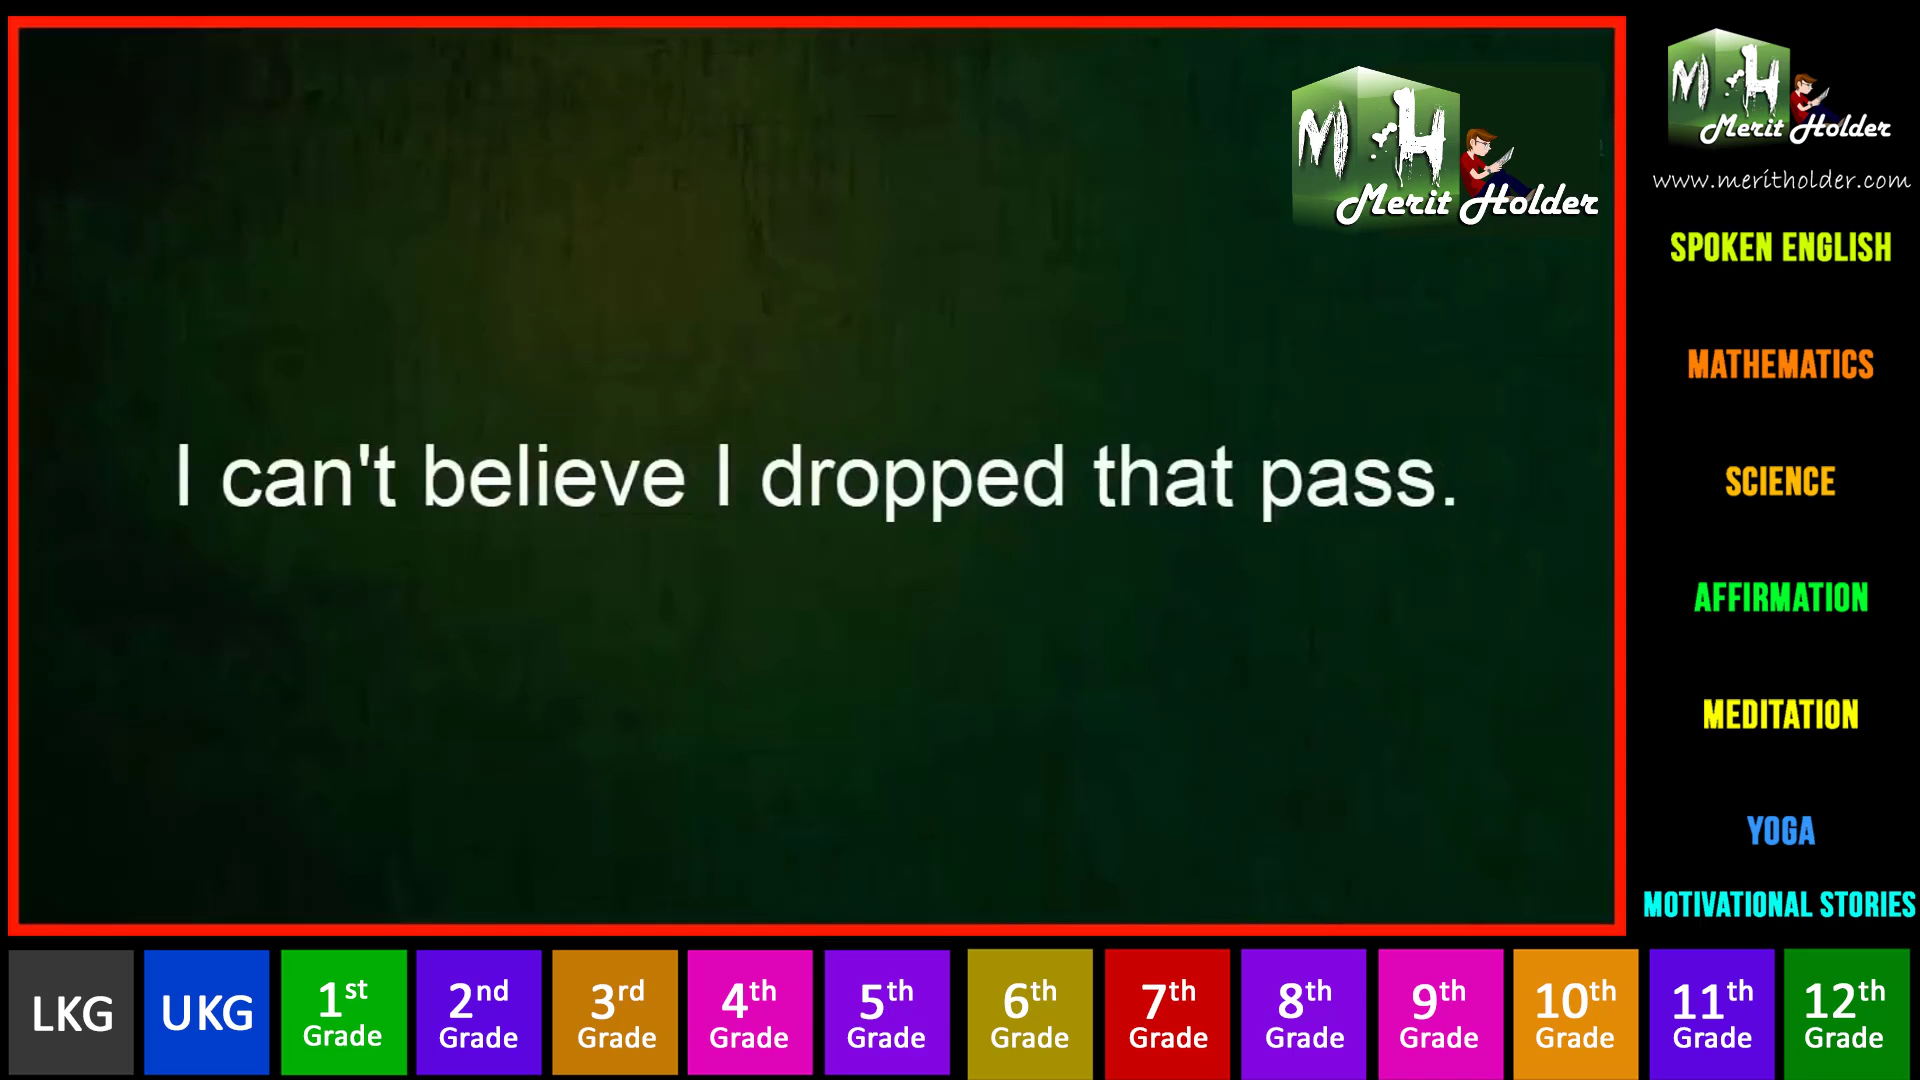 M H
Merit Holder
I can't believe I dropped that pass.
M H
Merit Holder
www.meritholder.com
SPOKEN ENGLISH
MATHEMATICS
SCIENCE
AFFIRMATION
MEDITATION
YOGA
MOTIVATIONAL STORIES
LKG
UKG
1st
Grade
2nd
Grade
3rd
Grade
4th
Grade
5th
Grade
6th
Grade
7th
Grade
8th
Grade
9th
Grade
10th
Grade
11th
Grade
12th
Grade